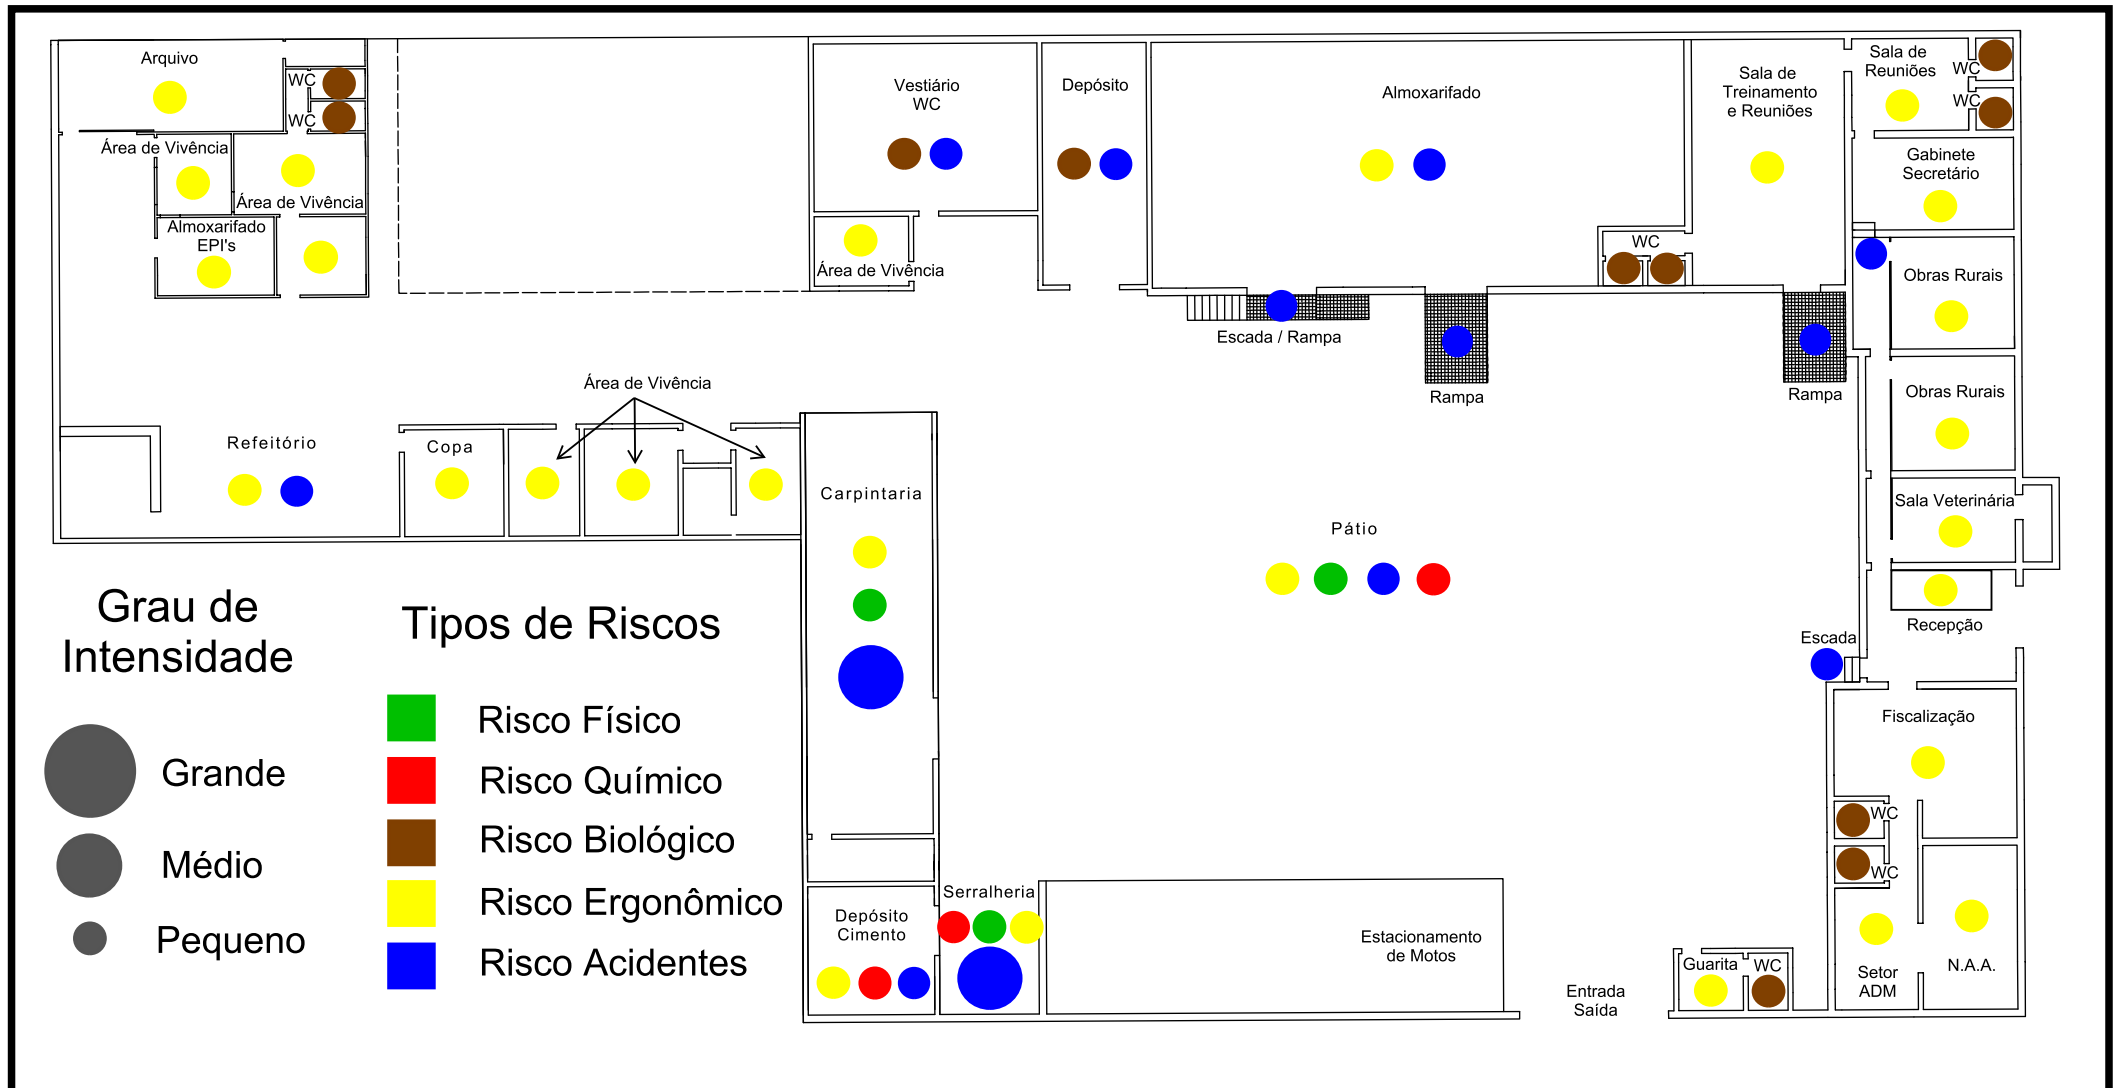 Arquivo
WC
WC
Área de Vivência
Área de Vivência
Almoxarifado
EPI's
Vestiário
WC
Área de Vivência
Depósito
Almoxarifado
WC
Sala de
Treinamento
e Reuniões
Sala de
Reuniões
WC
WC
Gabinete
Secretário
Obras Rurais
Obras Rurais
Sala Veterinária
Recepção
Escada / Rampa
Rampa
Rampa
Área de Vivência
Refeitório
Copa
Carpintaria
Pátio
Escada
Fiscalização
WC
WC
Setor
ADM
N.A.A.
Guarita
WC
Entrada
Saída
Estacionamento
de Motos
Serralheria
Depósito
Cimento
Grau de
Intensidade
Grande
Médio
Pequeno
Tipos de Riscos
Risco Físico
Risco Químico
Risco Biológico
Risco Ergonômico
Risco Acidentes